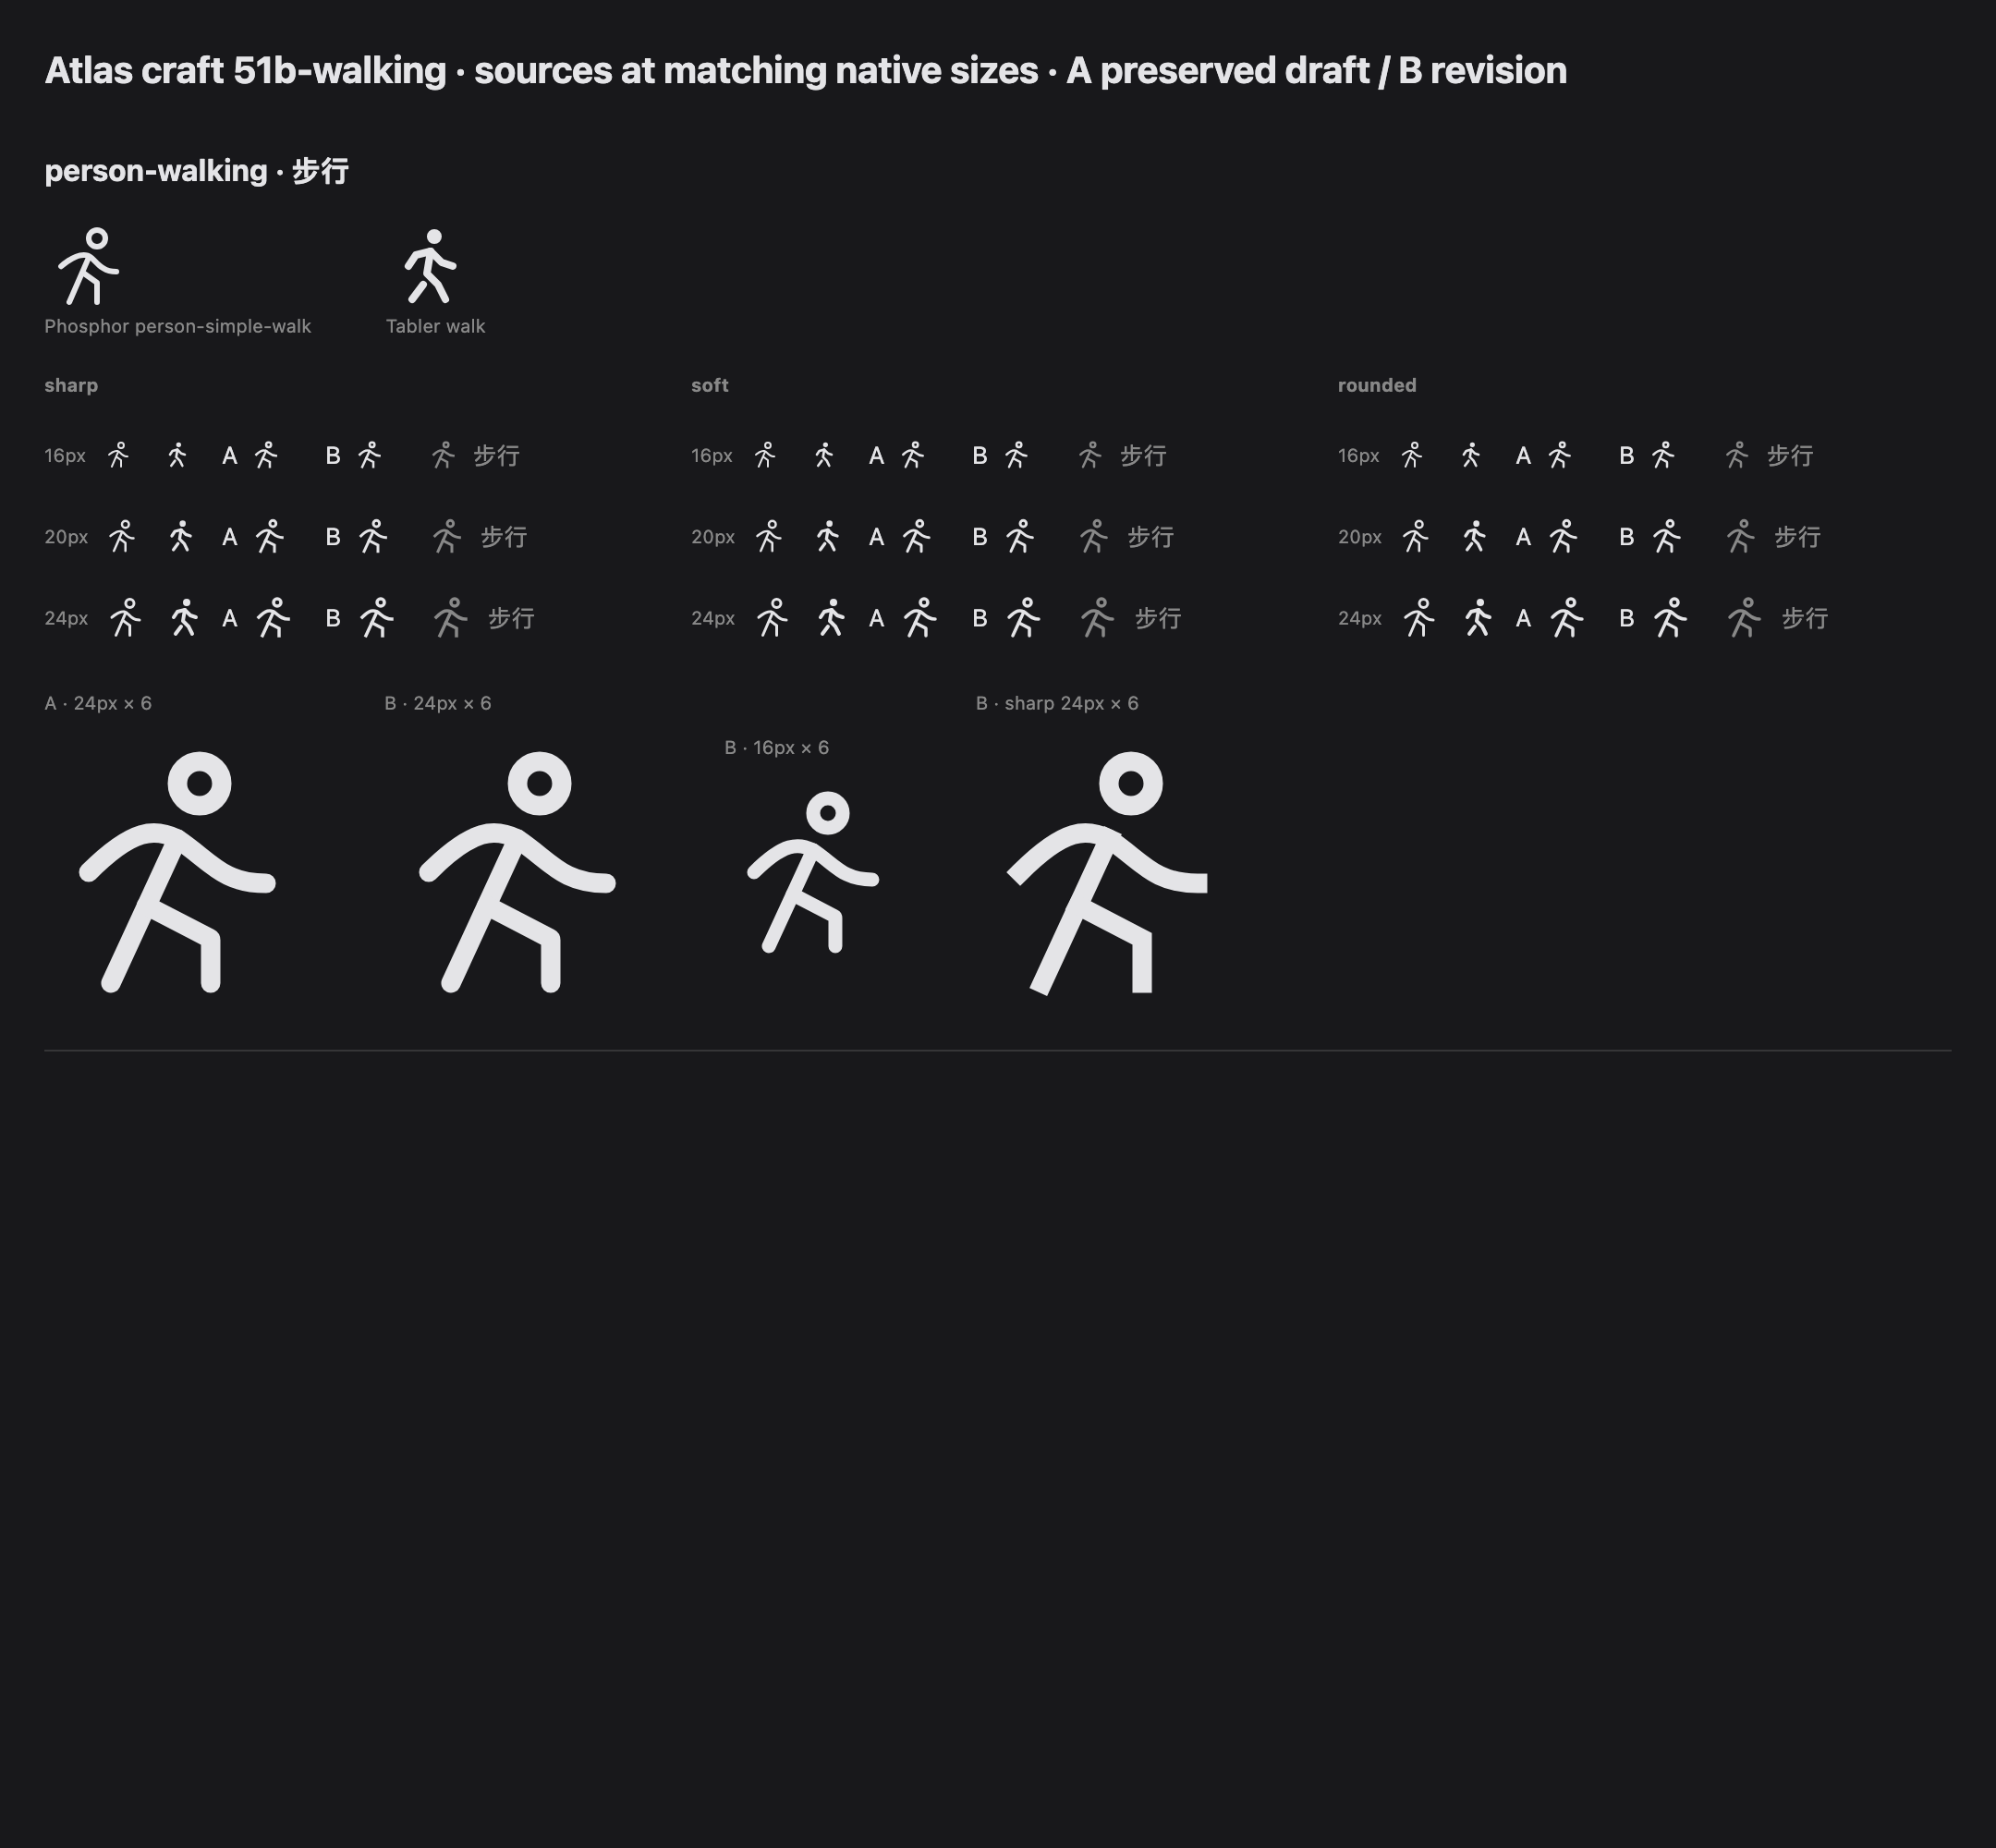 Atlas craft 51b-walking · sources at matching native sizes · A preserved draft / B revision
person-walking · 步行
Phosphor person-simple-walk
Tabler walk
sharp
soft
rounded
16px A B 步行
16px A B 步行
16px A B 步行
20px A B 步行
20px A B 步行
20px A B 步行
24px A B 步行
24px A B 步行
24px A B 步行
A · 24px × 6
B · 24px × 6
B · 16px × 6
B · sharp 24px × 6